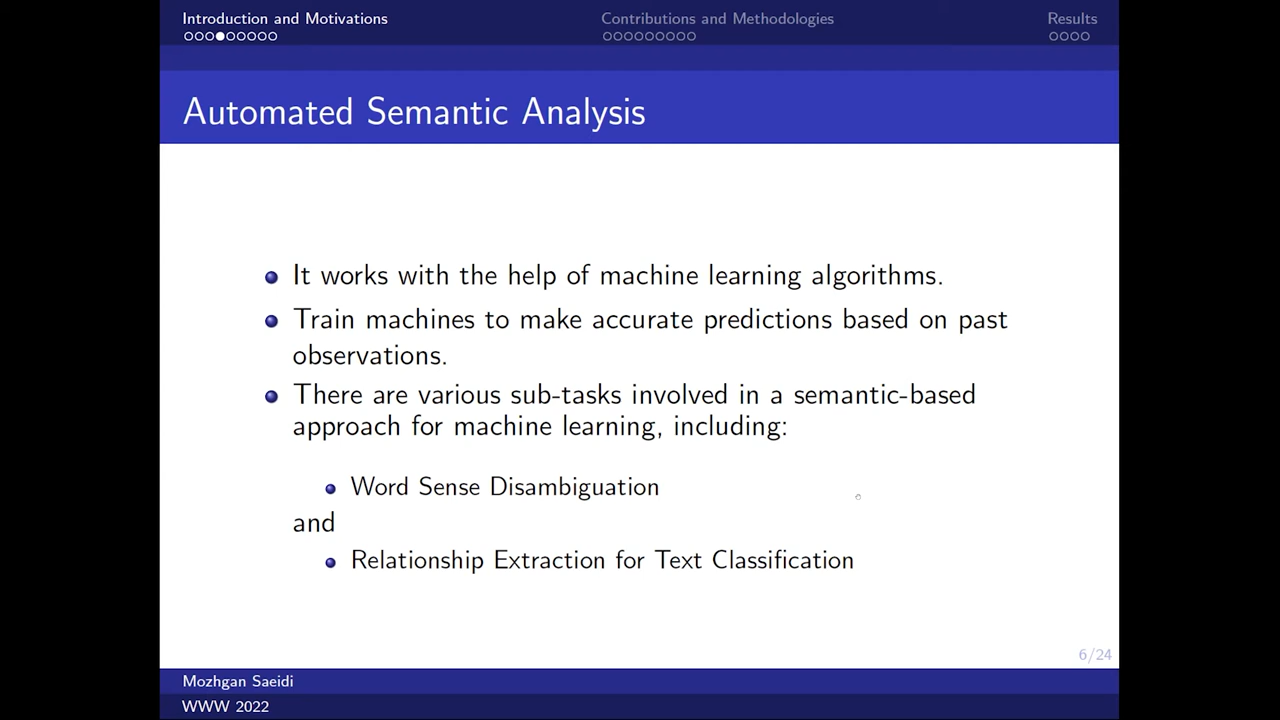 Introduction and Motivations
Contributions and Methodologies
Results
Automated Semantic Analysis
It works with the help of machine learning algorithms.
Train machines to make accurate predictions based on past
observations.
There are various sub-tasks involved in a semantic-based
approach for machine learning, including:
Word Sense Disambiguation
and
Relationship Extraction for Text Classification
6/24
Mozhgan Saeidi
WWW 2022